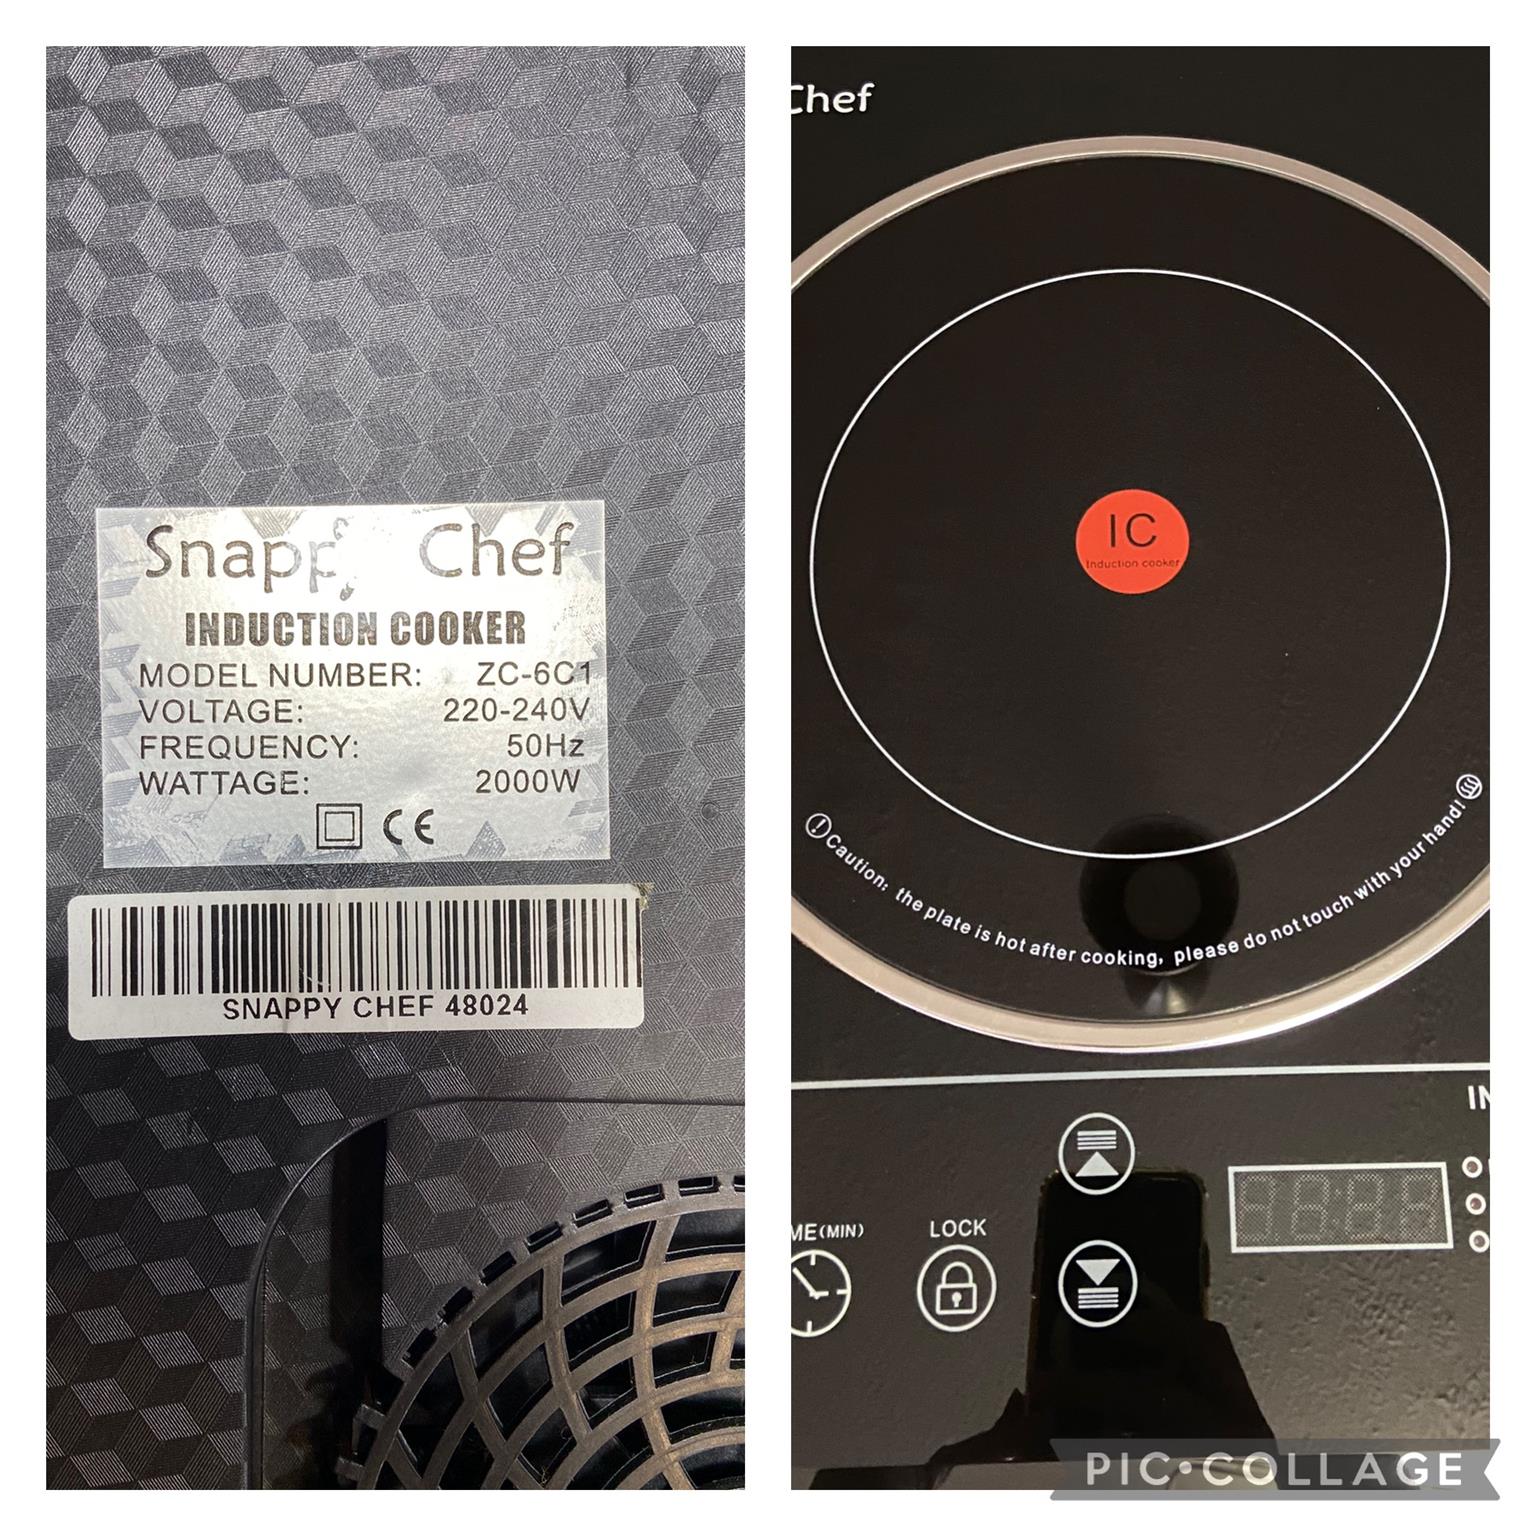 Snappy Chef
INDUCTION COOKER
MODEL NUMBER: ZC-6C1
VOLTAGE: 220-240V
FREQUENCY: 50Hz
WATTAGE: 2000W
CE
SNAPPY CHEF 48024
Chef
IC
Induction cooker
Caution: the plate is hot after cooking, please do not touch with your hand!
IN
ME(MIN)
LOCK
PIC•COLLAGE